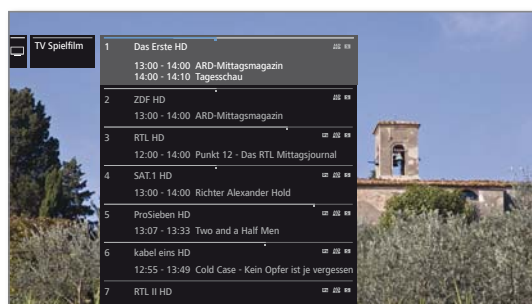 TV Spielfilm
1 Das Erste HD
13:00 - 14:00 ARD-Mittagsmagazin
14:00 - 14:10 Tagesschau
2 ZDF HD
13:00 - 14:00 ARD-Mittagsmagazin
3 RTL HD
12:00 - 14:00 Punkt 12 - Das RTL Mittagsjournal
4 SAT.1 HD
13:00 - 14:00 Richter Alexander Hold
5 ProSieben HD
13:07 - 13:33 Two and a Half Men
6 kabel eins HD
12:55 - 13:49 Cold Case - Kein Opfer ist je vergessen
7 RTL II HD